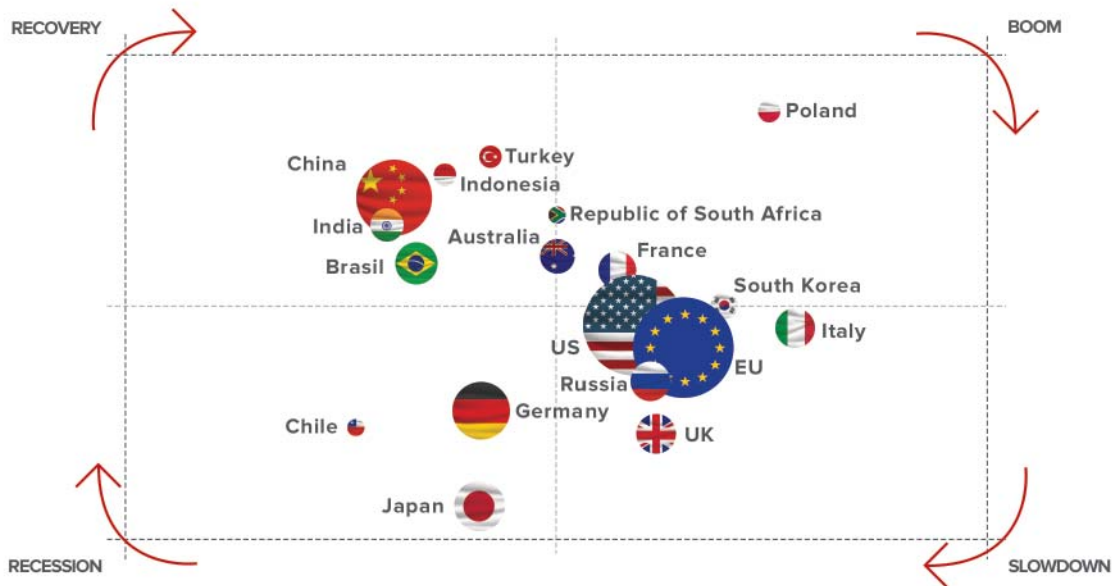 RECOVERY
BOOM
Poland
China
Turkey
Indonesia
Republic of South Africa
India
Australia
France
Brasil
South Korea
Italy
US
EU
Russia
Germany
Chile
UK
Japan
RECESSION
SLOWDOWN